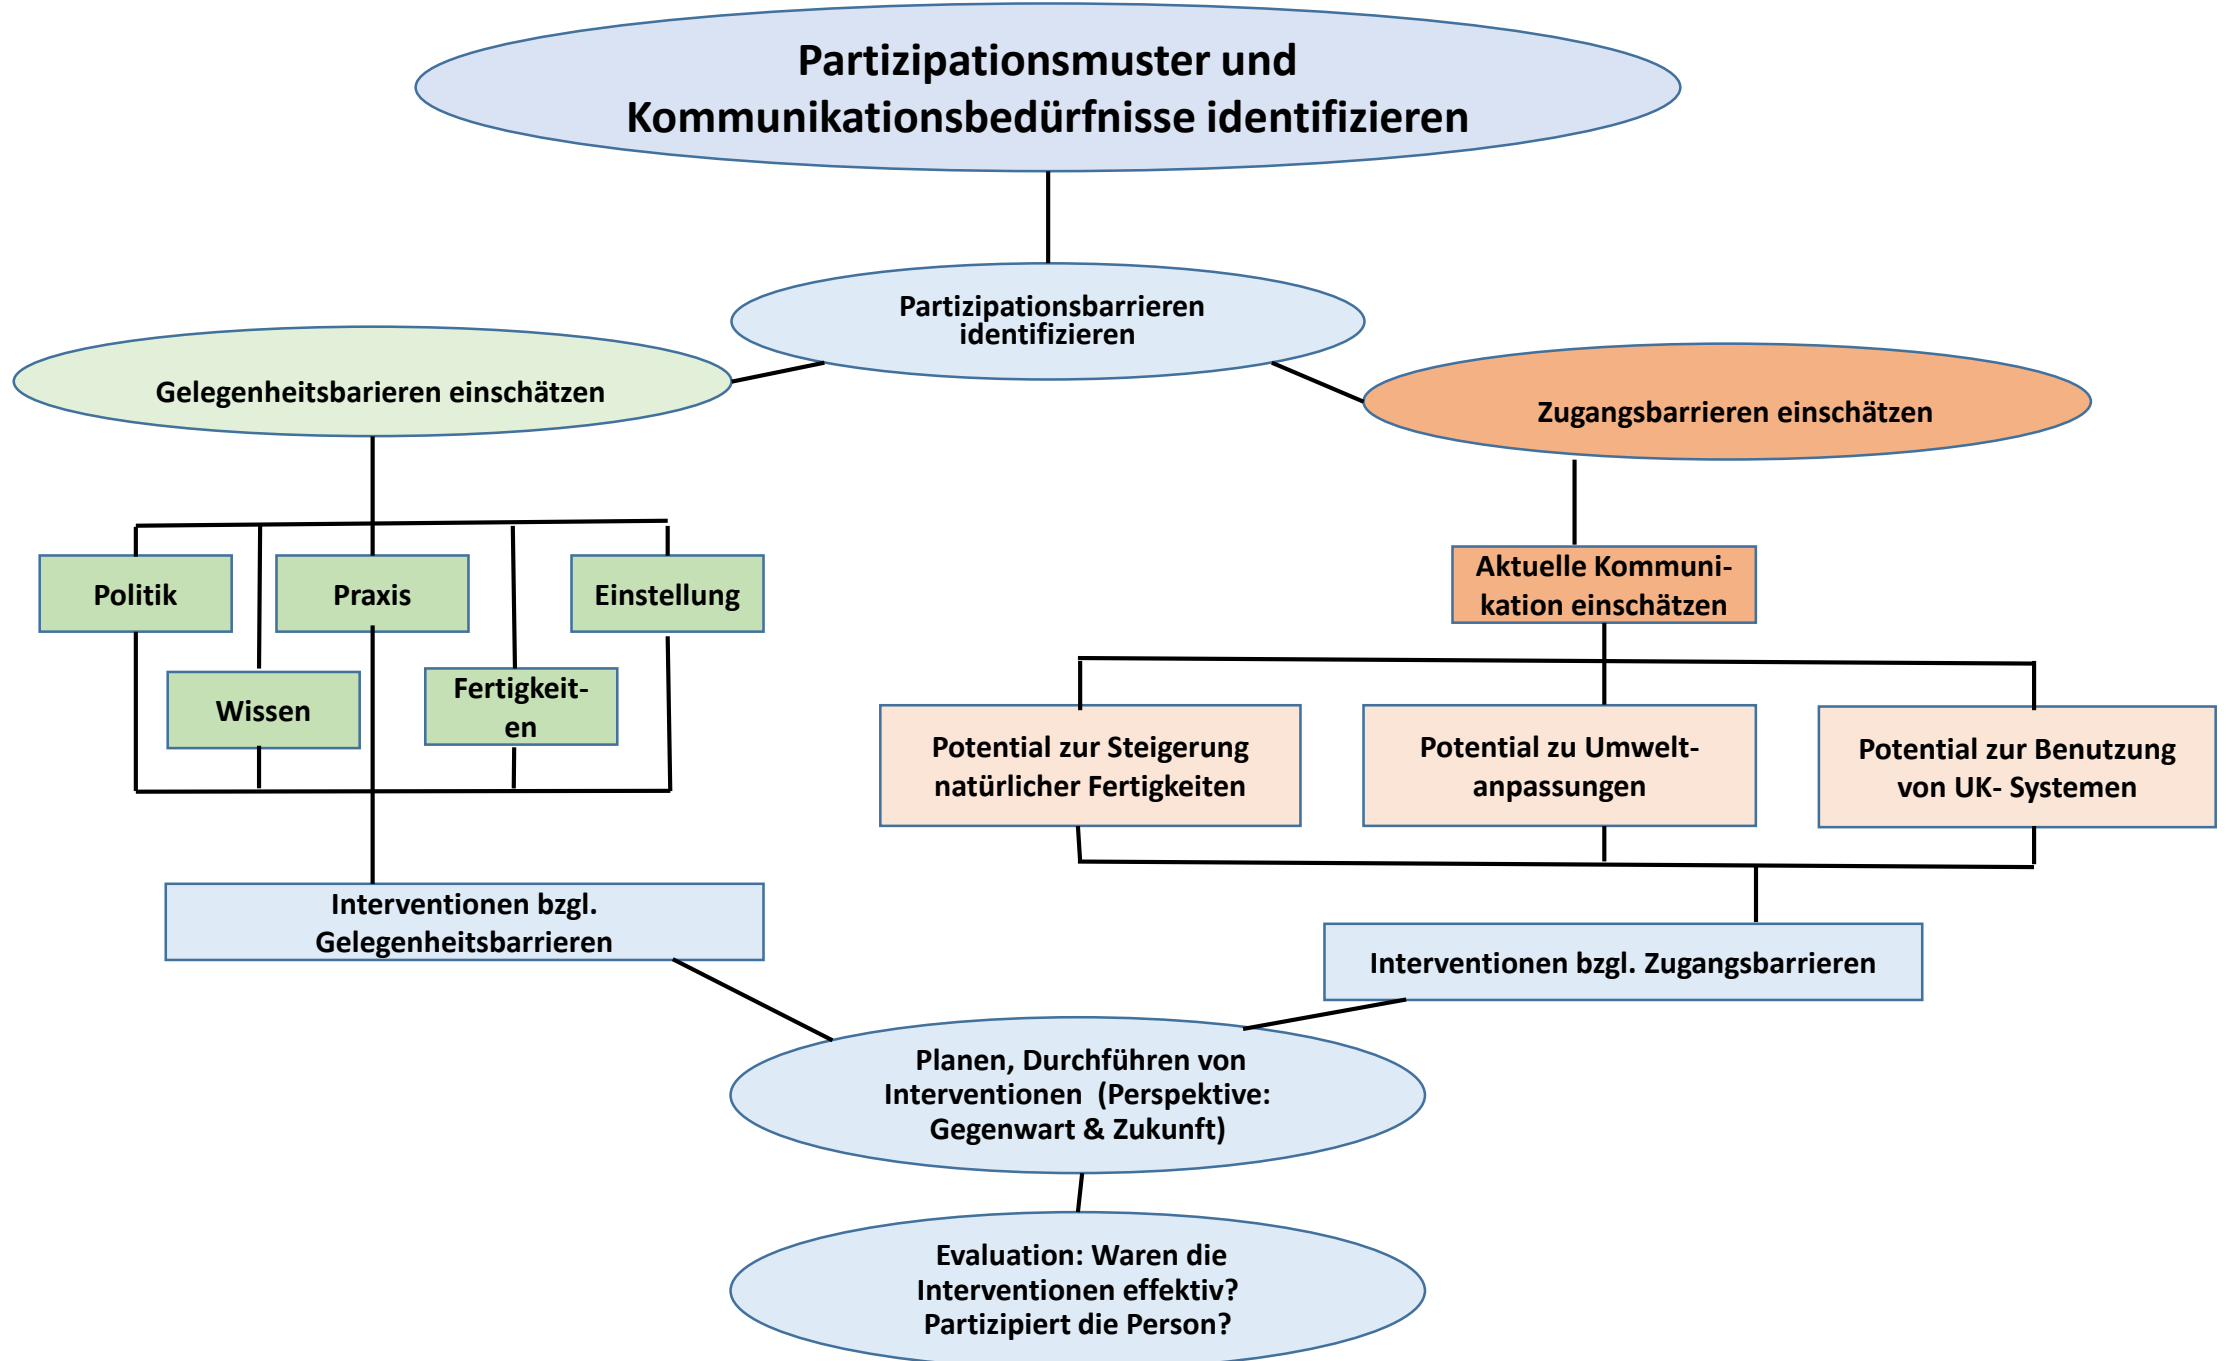 Partizipationsmuster und
Kommunikationsbedürfnisse identifizieren
Partizipationsbarrieren
identifizieren
Gelegenheitsbarieren einschätzen
Zugangsbarrieren einschätzen
Politik
Praxis
Einstellung
Wissen
Fertigkeit-
en
Aktuelle Kommuni-
kation einschätzen
Potential zur Steigerung
natürlicher Fertigkeiten
Potential zu Umwelt-
anpassungen
Potential zur Benutzung
von UK- Systemen
Interventionen bzgl.
Gelegenheitsbarrieren
Interventionen bzgl. Zugangsbarrieren
Planen, Durchführen von
Interventionen (Perspektive:
Gegenwart & Zukunft)
Evaluation: Waren die
Interventionen effektiv?
Partizipiert die Person?